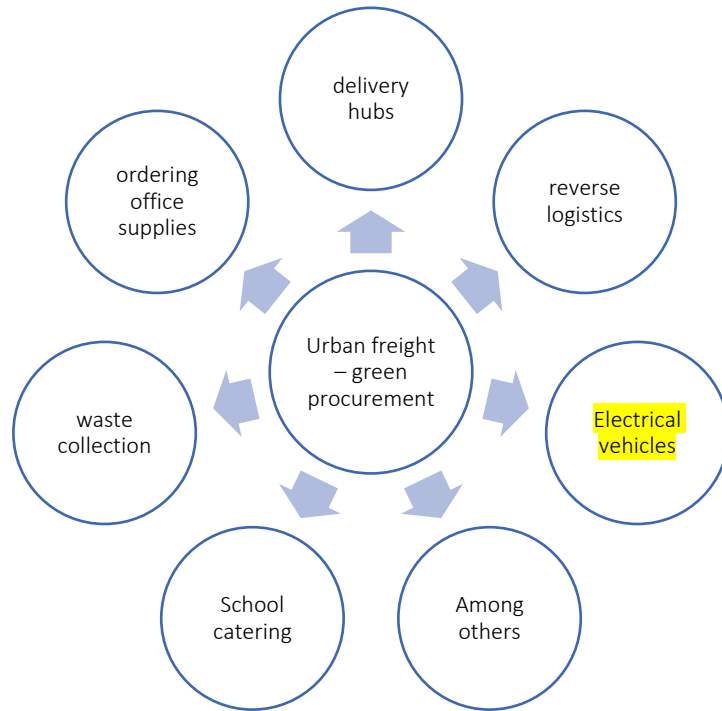 delivery
hubs
reverse
logistics
Electrical
vehicles
Among
others
School
catering
waste
collection
ordering
office
supplies
Urban freight
– green
procurement